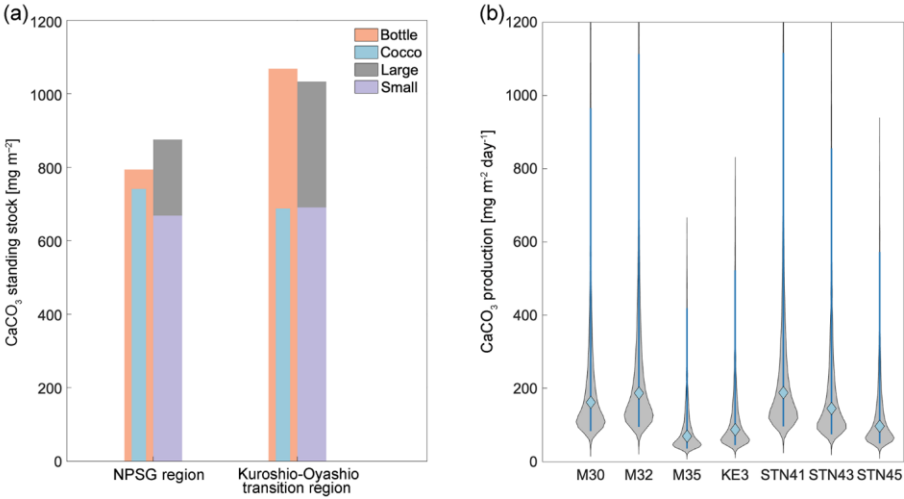 (a)
1200
1000
800
600
400
200
0
CaCO₃ standing stock [mg m⁻²]
Bottle
Cocco
Large
Small
NPSG region
Kuroshio-Oyashio
transition region
(b)
1200
1000
800
600
400
200
0
CaCO₃ production [mg m⁻² day⁻¹]
M30 M32 M35 KE3 STN41 STN43 STN45